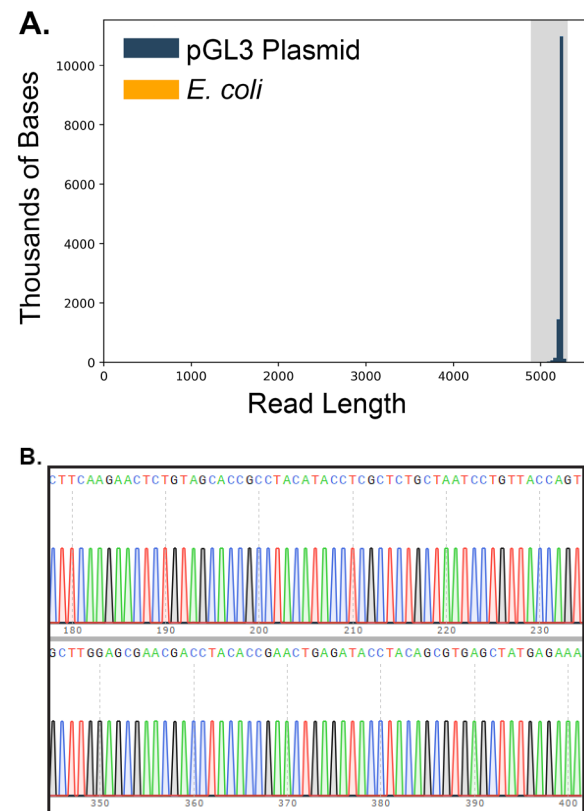 A.
pGL3 Plasmid
E. coli
Thousands of Bases
10000
8000
6000
4000
2000
0
0 1000 2000 3000 4000 5000
Read Length
B.
CTTCAAGAACTCTGTAGCACCGCCTACATACCTCGCTCTGCTAATCCTGTTACCAGT
180 190 200 210 220 230
GCTTGGAGCGAACGACCTACACCGAACTGAGATACCTACAGCGTGAGCTATGAGAAA
350 360 370 380 390 400